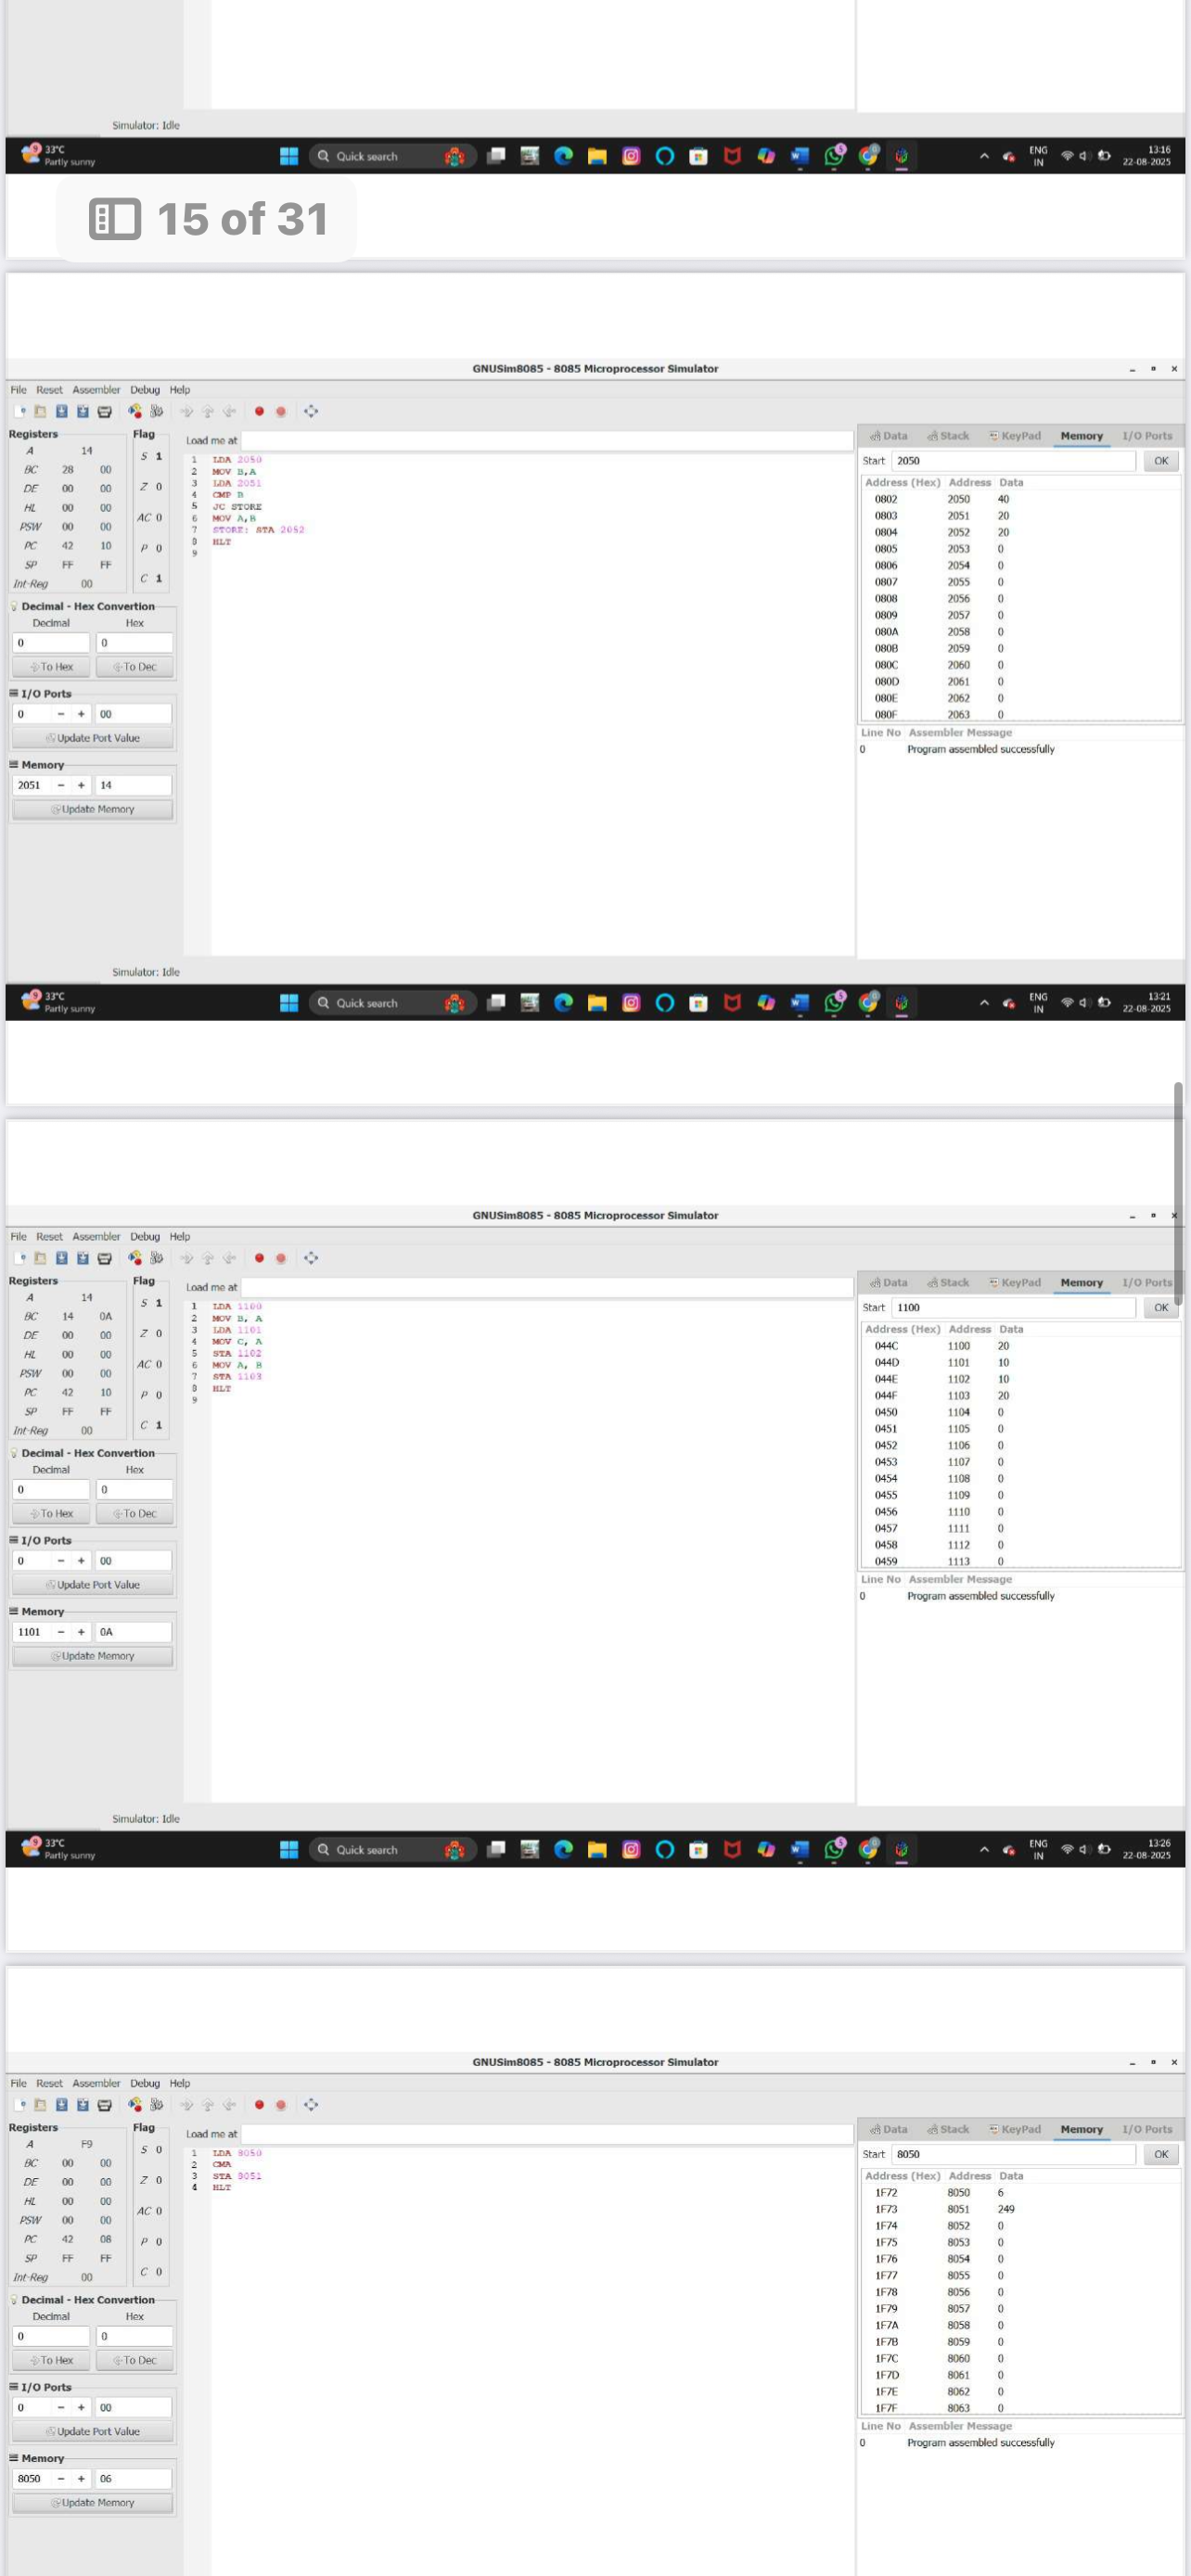 Simulator: Idle
33°C
Partly sunny
Quick search
ENG
IN
13:16
22-08-2025
15 of 31
GNUSim8085 - 8085 Microprocessor Simulator
File Reset Assembler Debug Help
Registers
A 14
BC 28 00
DE 00 00
HL 00 00
PSW 00 00
PC 42 10
SP FF FF
Int-Reg 00
Flag
S 1
Z 0
AC 0
P 0
C 1
Decimal - Hex Convertion
Decimal Hex
0 0
To Hex To Dec
I/O Ports
0 - + 00
Update Port Value
Memory
2051 - + 14
Update Memory
Load me at
1 LDA 2050
2 MOV B,A
3 LDA 2051
4 CMP B
5 JC STORE
6 MOV A,B
7 STORE: STA 2052
8 HLT
9
Data Stack KeyPad Memory I/O Ports
Start 2050 OK
Address (Hex) Address Data
0802 2050 40
0803 2051 20
0804 2052 20
0805 2053 0
0806 2054 0
0807 2055 0
0808 2056 0
0809 2057 0
080A 2058 0
080B 2059 0
080C 2060 0
080D 2061 0
080E 2062 0
080F 2063 0
Line No Assembler Message
0 Program assembled successfully
Simulator: Idle
33°C
Partly sunny
Quick search
ENG
IN
13:21
22-08-2025
GNUSim8085 - 8085 Microprocessor Simulator
File Reset Assembler Debug Help
Registers
A 14
BC 14 0A
DE 00 00
HL 00 00
PSW 00 00
PC 42 10
SP FF FF
Int-Reg 00
Flag
S 1
Z 0
AC 0
P 0
C 1
Decimal - Hex Convertion
Decimal Hex
0 0
To Hex To Dec
I/O Ports
0 - + 00
Update Port Value
Memory
1101 - + 0A
Update Memory
Load me at
1 LDA 1100
2 MOV B, A
3 LDA 1101
4 MOV C, A
5 STA 1102
6 MOV A, B
7 STA 1103
8 HLT
9
Data Stack KeyPad Memory I/O Ports
Start 1100 OK
Address (Hex) Address Data
044C 1100 20
044D 1101 10
044E 1102 10
044F 1103 20
0450 1104 0
0451 1105 0
0452 1106 0
0453 1107 0
0454 1108 0
0455 1109 0
0456 1110 0
0457 1111 0
0458 1112 0
0459 1113 0
Line No Assembler Message
0 Program assembled successfully
Simulator: Idle
33°C
Partly sunny
Quick search
ENG
IN
13:26
22-08-2025
GNUSim8085 - 8085 Microprocessor Simulator
File Reset Assembler Debug Help
Registers
A F9
BC 00 00
DE 00 00
HL 00 00
PSW 00 00
PC 42 08
SP FF FF
Int-Reg 00
Flag
S 0
Z 0
AC 0
P 0
C 0
Decimal - Hex Convertion
Decimal Hex
0 0
To Hex To Dec
I/O Ports
0 - + 00
Update Port Value
Memory
8050 - + 06
Update Memory
Load me at
1 LDA 8050
2 CMA
3 STA 8051
4 HLT
Data Stack KeyPad Memory I/O Ports
Start 8050 OK
Address (Hex) Address Data
1F72 8050 6
1F73 8051 249
1F74 8052 0
1F75 8053 0
1F76 8054 0
1F77 8055 0
1F78 8056 0
1F79 8057 0
1F7A 8058 0
1F7B 8059 0
1F7C 8060 0
1F7D 8061 0
1F7E 8062 0
1F7F 8063 0
Line No Assembler Message
0 Program assembled successfully